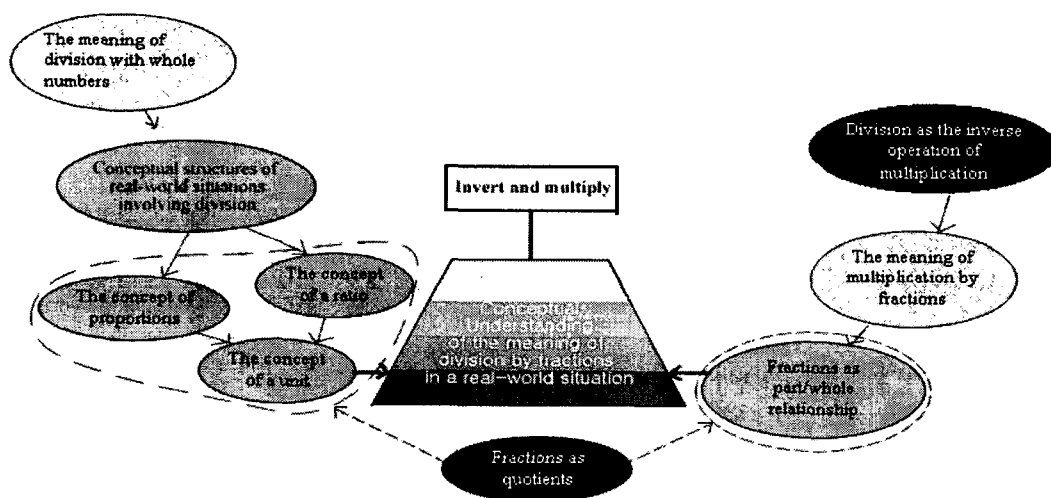 The meaning of
division with whole
numbers
Conceptual structures of
real-world situations
involving division
The concept of
proportions
The concept
of a ratio
The concept
of a unit
Invert and multiply
Conceptual
Understanding
of the meaning of
division by fractions
in a real-world situation
Division as the inverse
operation of
multiplication
The meaning of
multiplication by
fractions
Fractions as
part/whole
relationship
Fractions as
quotients